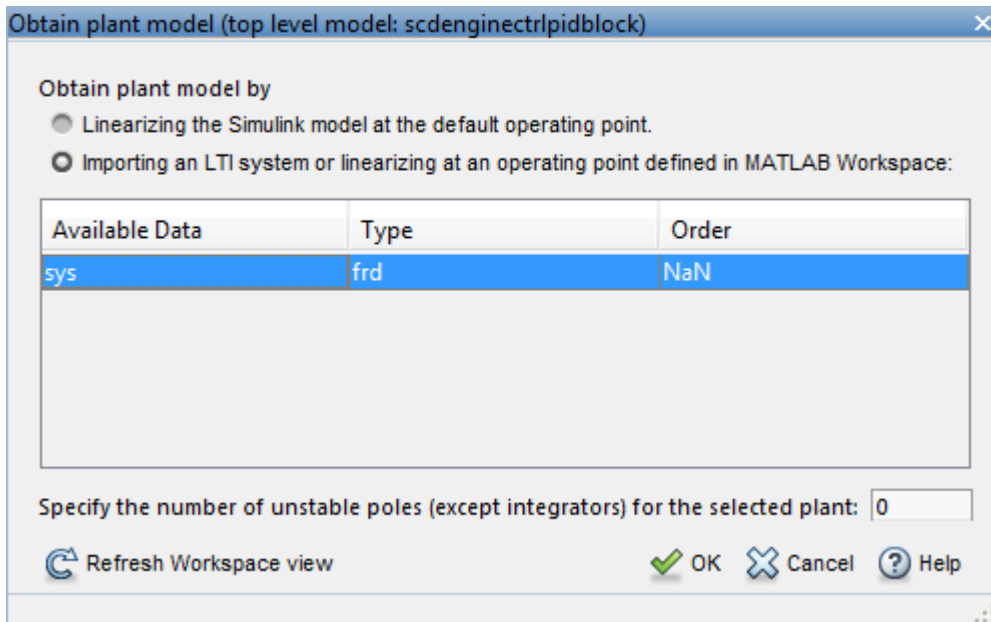 Obtain plant model (top level model: scdenginectrlpidblock)
Obtain plant model by
Linearizing the Simulink model at the default operating point.
Importing an LTI system or linearizing at an operating point defined in MATLAB Workspace:
Available Data Type Order
sys frd NaN
Specify the number of unstable poles (except integrators) for the selected plant: 0
Refresh Workspace view OK Cancel Help